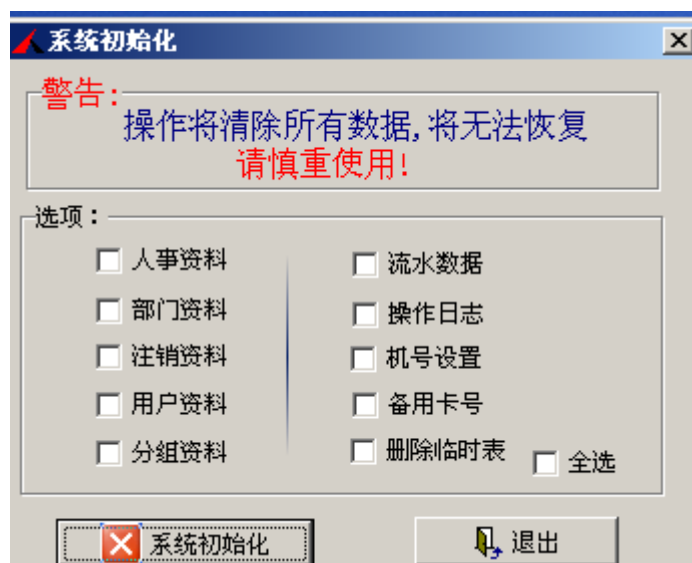 系统初始化
警告:
操作将清除所有数据,将无法恢复
请慎重使用!
选项:
人事资料
部门资料
注销资料
用户资料
分组资料
流水数据
操作日志
机号设置
备用卡号
删除临时表
全选
系统初始化
退出